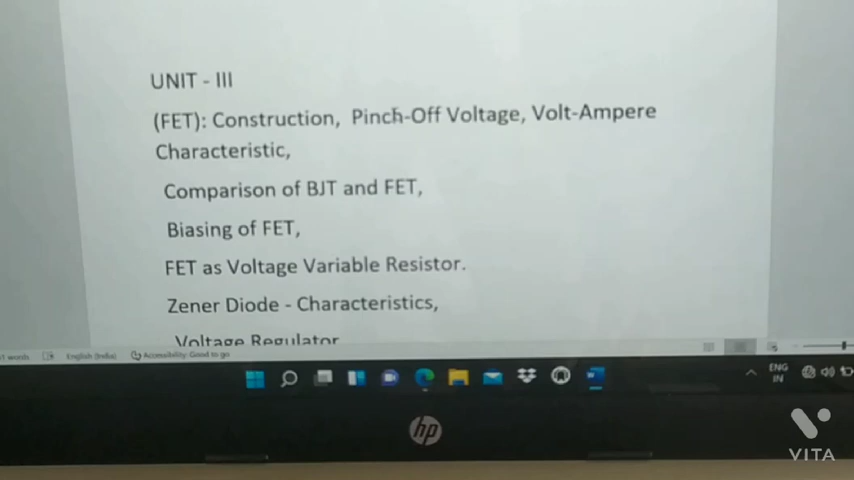 UNIT - III
(FET): Construction, Pinch-Off Voltage, Volt-Ampere
Characteristic,
Comparison of BJT and FET,
Biasing of FET,
FET as Voltage Variable Resistor.
Zener Diode - Characteristics,
Voltage Regulator
words
English (India)
Accessibility: Good to go
ENG
IN
hp
VITA